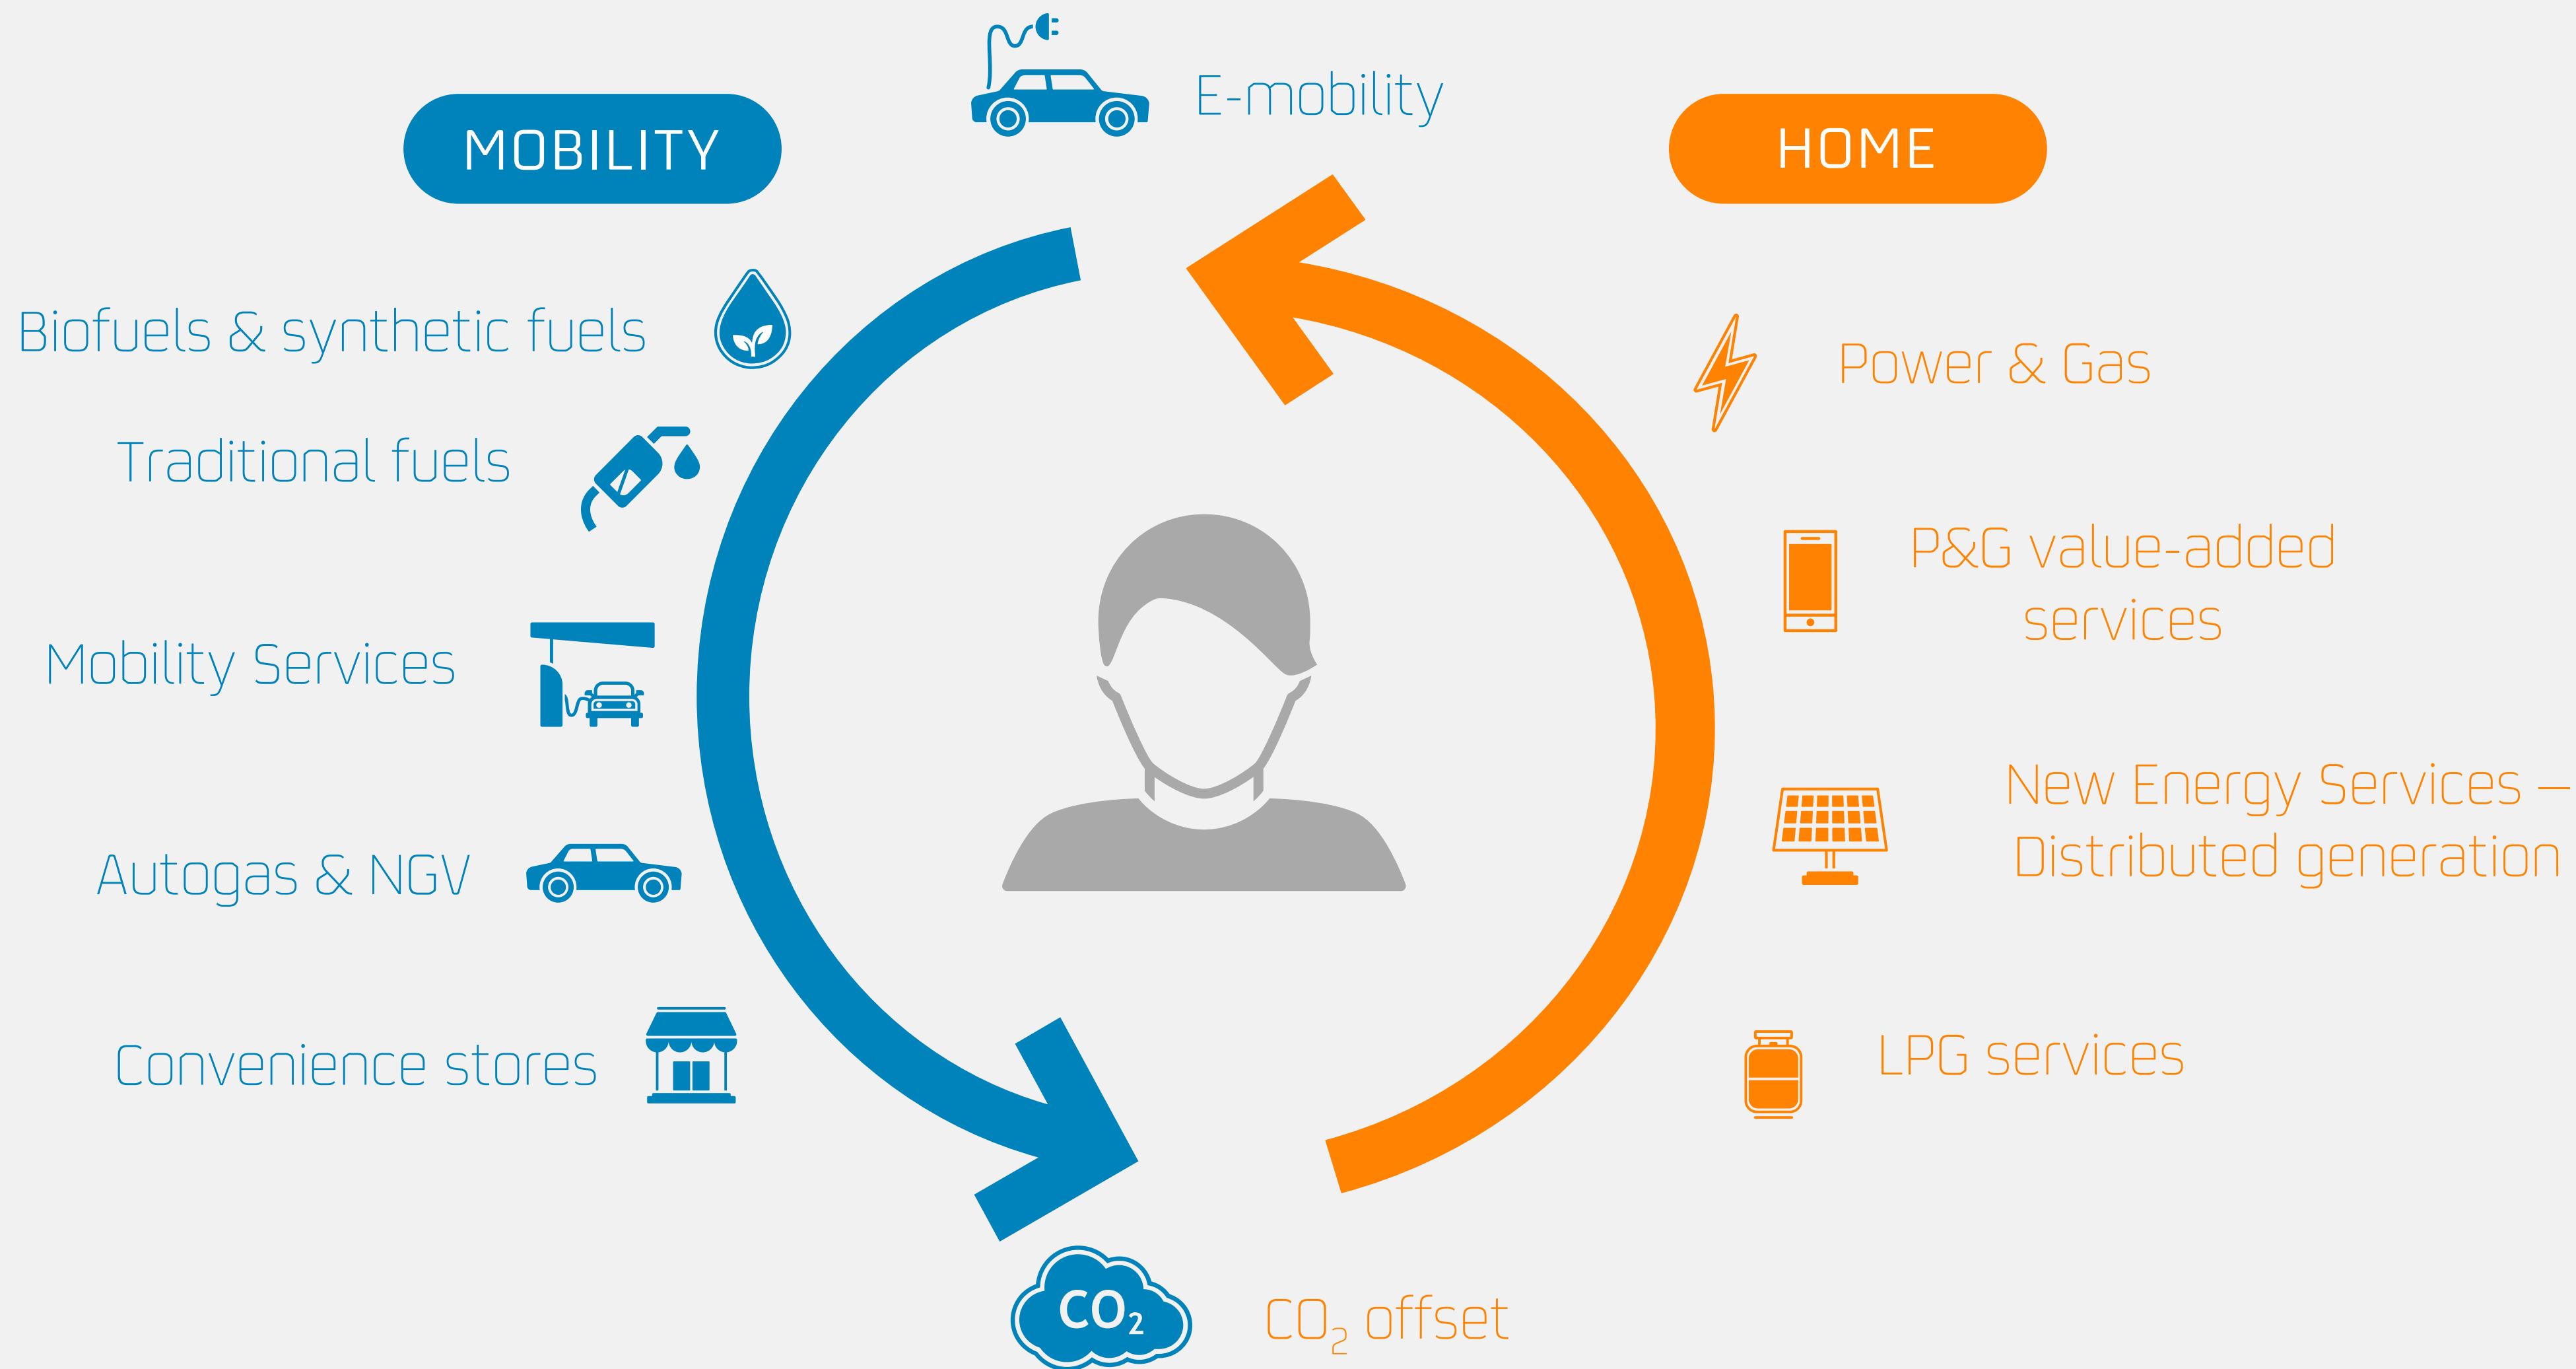 E-mobility
MOBILITY
HOME
Biofuels & synthetic fuels
Traditional fuels
Mobility Services
Autogas & NGV
Convenience stores
Power & Gas
P&G value-added
services
New Energy Services –
Distributed generation
LPG services
CO₂
CO₂ offset